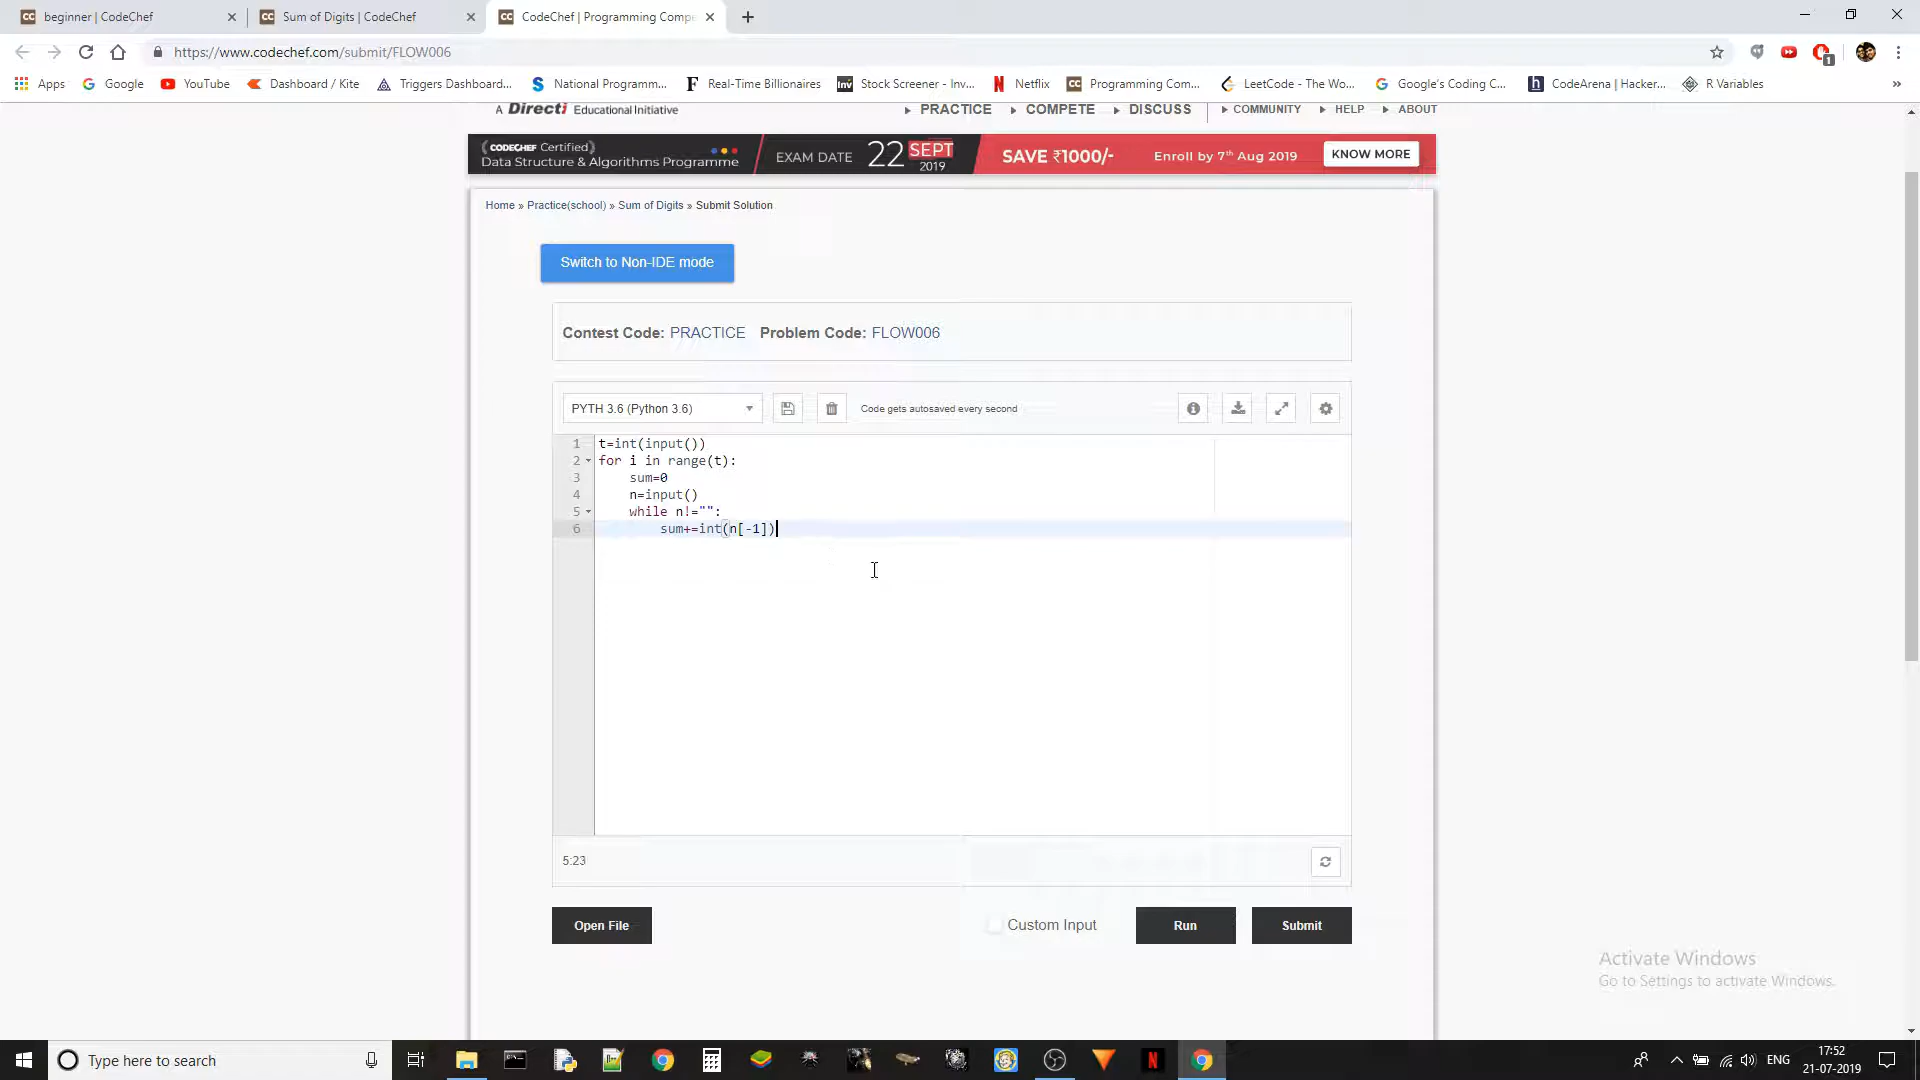 beginner | CodeChef
Sum of Digits | CodeChef
CodeChef | Programming Compe
https://www.codechef.com/submit/FLOW006
Apps
Google
YouTube
Dashboard / Kite
Triggers Dashboard...
National Programm...
Real-Time Billionaires
Stock Screener - Inv...
Netflix
Programming Com...
LeetCode - The Wo...
Google's Coding C...
CodeArena | Hacker...
R Variables
»
A Directi Educational Initiative
PRACTICE
COMPETE
DISCUSS
COMMUNITY
HELP
ABOUT
CODECHEF Certified
Data Structure & Algorithms Programme
EXAM DATE 22 SEPT 2019
SAVE ₹1000/-
Enroll by 7th Aug 2019
KNOW MORE
Home » Practice(school) » Sum of Digits » Submit Solution
Switch to Non-IDE mode
Contest Code: PRACTICE Problem Code: FLOW006
PYTH 3.6 (Python 3.6)
Code gets autosaved every second
1 t=int(input())
2 for i in range(t):
3 sum=0
4 n=input()
5 while n!="":
6 sum+=int(n[-1])
5:23
Open File
Custom Input
Run
Submit
Activate Windows
Go to Settings to activate Windows.
Type here to search
ENG
17:52
21-07-2019